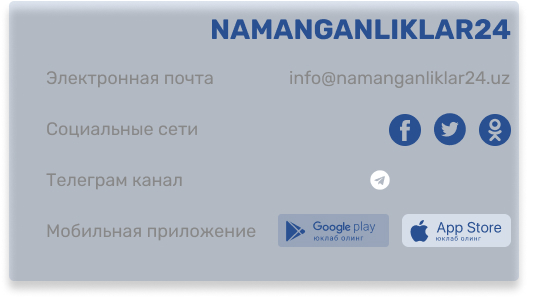 NAMANGANLIKLAR24
Электронная почта info@namanganliklar24.uz
Социальные сети
Телеграм канал
Мобильная приложение Google play App Store
юклаб олинг юклаб олинг